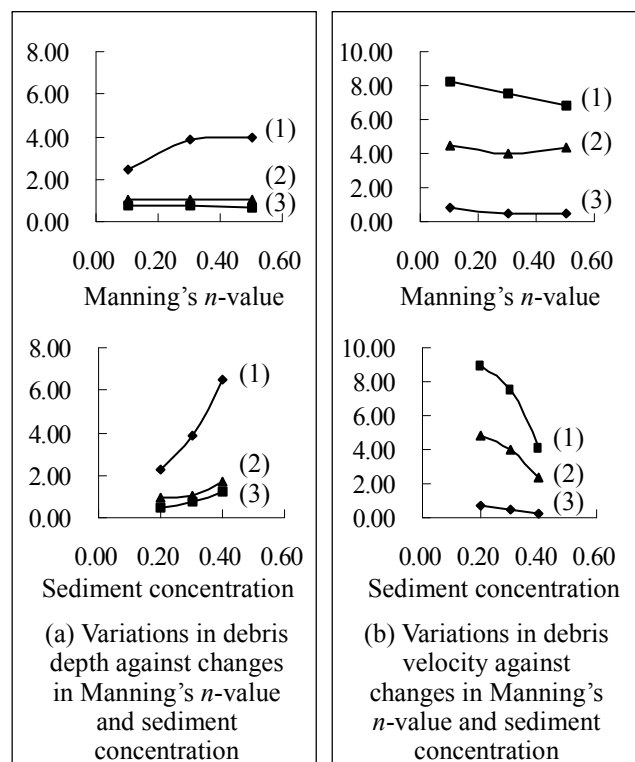 8.00
6.00
4.00
2.00
0.00
(1)
(2)
(3)
0.00 0.20 0.40 0.60
Manning’s n-value
8.00
6.00
4.00
2.00
0.00
(1)
(2)
(3)
0.00 0.20 0.40 0.60
Sediment concentration
(a) Variations in debris
depth against changes
in Manning’s n-value
and sediment
concentration
10.00
8.00
6.00
4.00
2.00
0.00
(1)
(2)
(3)
0.00 0.20 0.40 0.60
Manning’s n-value
10.00
8.00
6.00
4.00
2.00
0.00
(1)
(2)
(3)
0.00 0.20 0.40 0.60
Sediment concentration
(b) Variations in debris
velocity against
changes in Manning’s
n-value and sediment
concentration